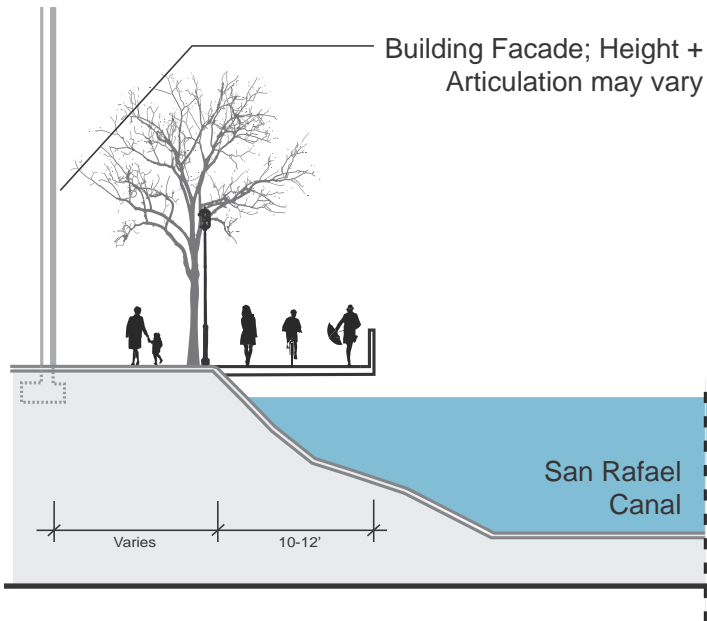 Building Facade; Height +
Articulation may vary
San Rafael
Canal
Varies
10-12'